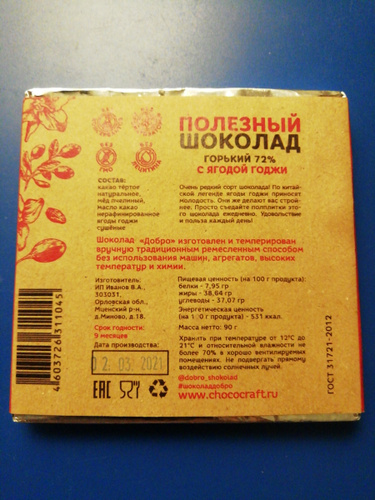 ПОЛЕЗНЫЙ
ШОКОЛАД
ГОРЬКИЙ 72%
С ЯГОДОЙ ГОДЖИ
СОСТАВ:
какао тёртое
натуральное,
мёд пчелиный,
масло какао
нерафинированное
ягоды годжи
сушёные
Очень редкий сорт шоколада! По китай-
ской легенде ягоды годжи приносят
молодость. Они же делают вас строй-
нее. Просто съедайте полплитки это-
го шоколада ежедневно. Удовольствие
и польза каждый день!
Шоколад «Добро» изготовлен и темперирован
вручную традиционным ремесленным способом
без использования машин, агрегатов, высоких
температур и химии.
Изготовитель:
ИП Иванов В.А.
303031,
Орловская обл.,
Мценский р-н,
д.Миново, д.18.
Срок годности:
9 месяцев
Дата производства:
02. 03. 2021
Пищевая ценность (на 100 г продукта):
белки - 7,95 гр
жиры - 38,64 гр
углеводы - 37,07 гр
Энергетическая ценность
(на 100 гр продукта) - 531 ккал.
Масса нетто: 90 г.
Хранить при температуре от 12°С до
21°С и относительной влажности не
более 70% в хорошо вентилируемых
помещениях. Не подвергать прямому
воздействию солнечных лучей.
@dobro_shokolad
#шоколаддобро
www.chococraft.ru
ГОСТ 31721-2012
4603726311045
EAC